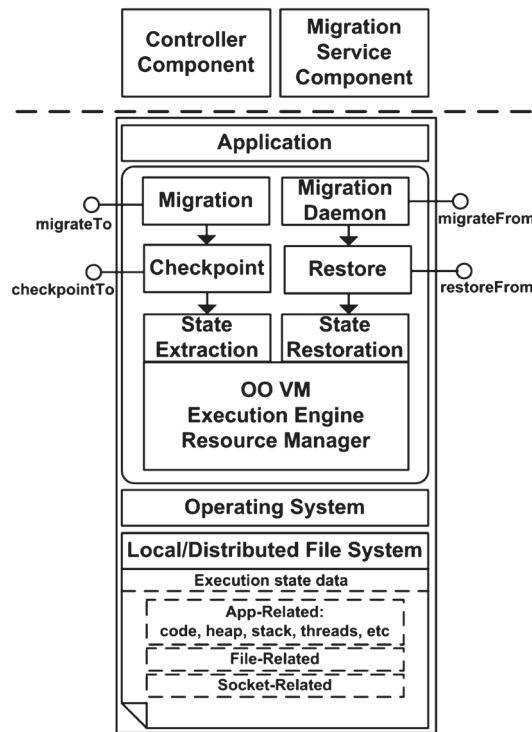 Controller
Component
Migration
Service
Component
Application
Migration
Migration
Daemon
migrateTo
migrateFrom
Checkpoint
Restore
checkpointTo
restoreFrom
State
Extraction
State
Restoration
OO VM
Execution Engine
Resource Manager
Operating System
Local/Distributed File System
Execution state data
App-Related:
code, heap, stack, threads, etc
File-Related
Socket-Related